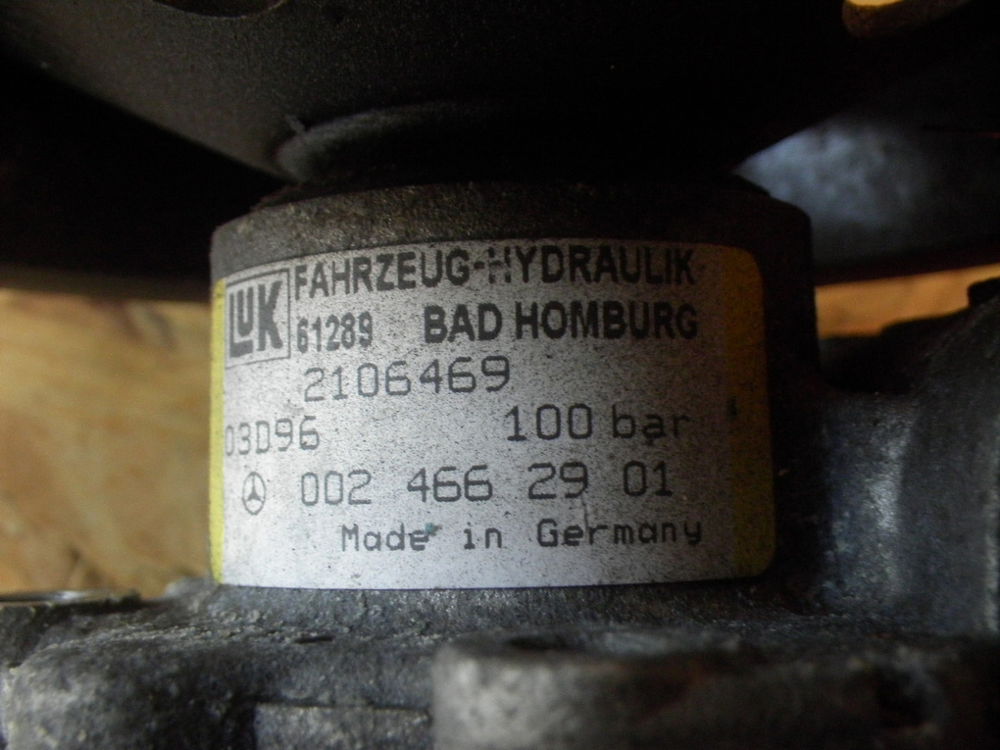 LUK FAHRZEUG-HYDRAULIK
61289 BAD HOMBURG
2106469
03D96 100 bar
002 466 29 01
Made in Germany